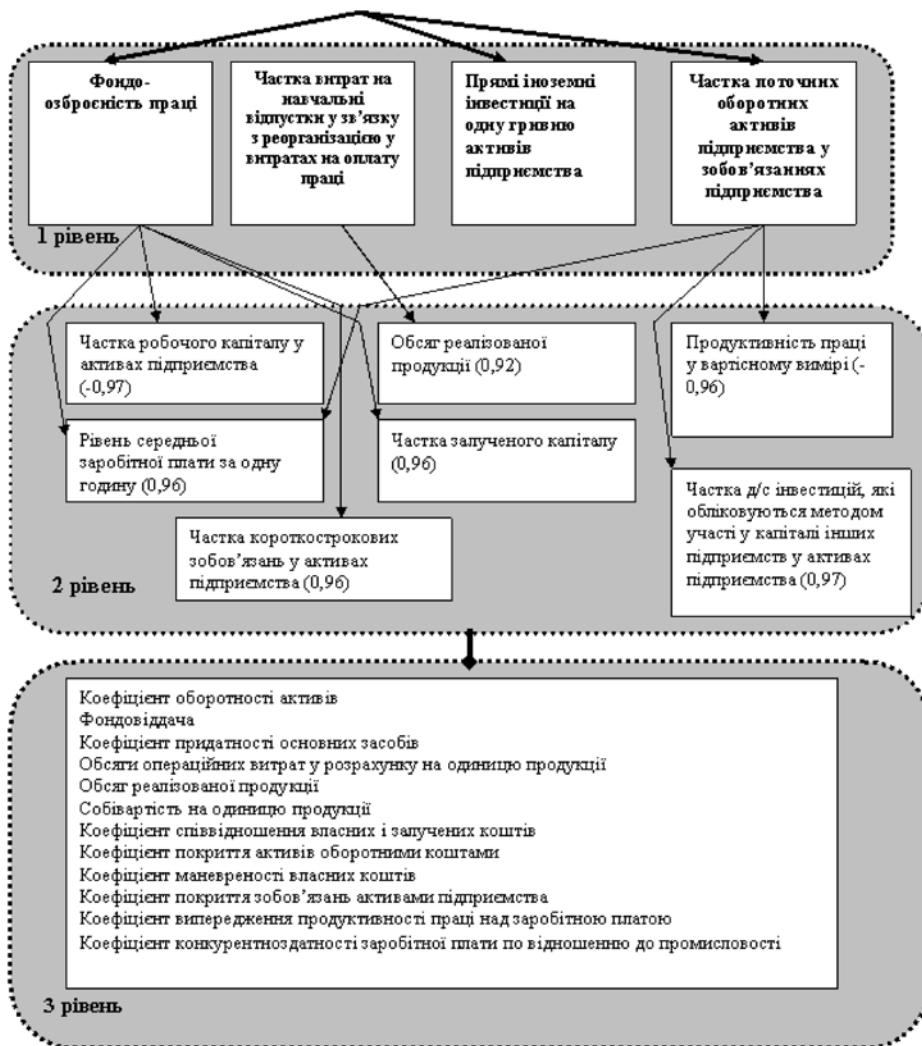 Фондо-
озброєність праці
Частка витрат на
навчальні
відпустки у зв’язку
з реорганізацією у
витратах на оплату
праці
Прямі іноземні
інвестиції на
одну гривню
активів
підприємства
Частка поточних
оборотних
активів
підприємства у
зобов’язаннях
підприємства
1 рівень
Частка робочого капіталу у
активах підприємства
(-0,97)
Обсяг реалізованої
продукції (0,92)
Продуктивність праці
у вартісному вимірі (-
0,96)
Рівень середньої
заробітної плати за одну
годину (0,96)
Частка залученого капіталу
(0,96)
Частка короткострокових
зобов’язань у активах
підприємства (0,96)
Частка д/с інвестицій, які
обліковуються методом
участі у капіталі інших
підприємств у активах
підприємства (0,97)
2 рівень
Коефіцієнт оборотності активів
Фондовіддача
Коефіцієнт придатності основних засобів
Обсяги операційних витрат у розрахунку на одиницю продукції
Обсяг реалізованої продукції
Собівартість на одиницю продукції
Коефіцієнт співвідношення власних і залучених коштів
Коефіцієнт покриття активів оборотними коштами
Коефіцієнт маневреності власних коштів
Коефіцієнт покриття зобов’язань активами підприємства
Коефіцієнт випередження продуктивності праці над заробітною платою
Коефіцієнт конкурентноздатності заробітної плати по відношенню до промисловості
3 рівень